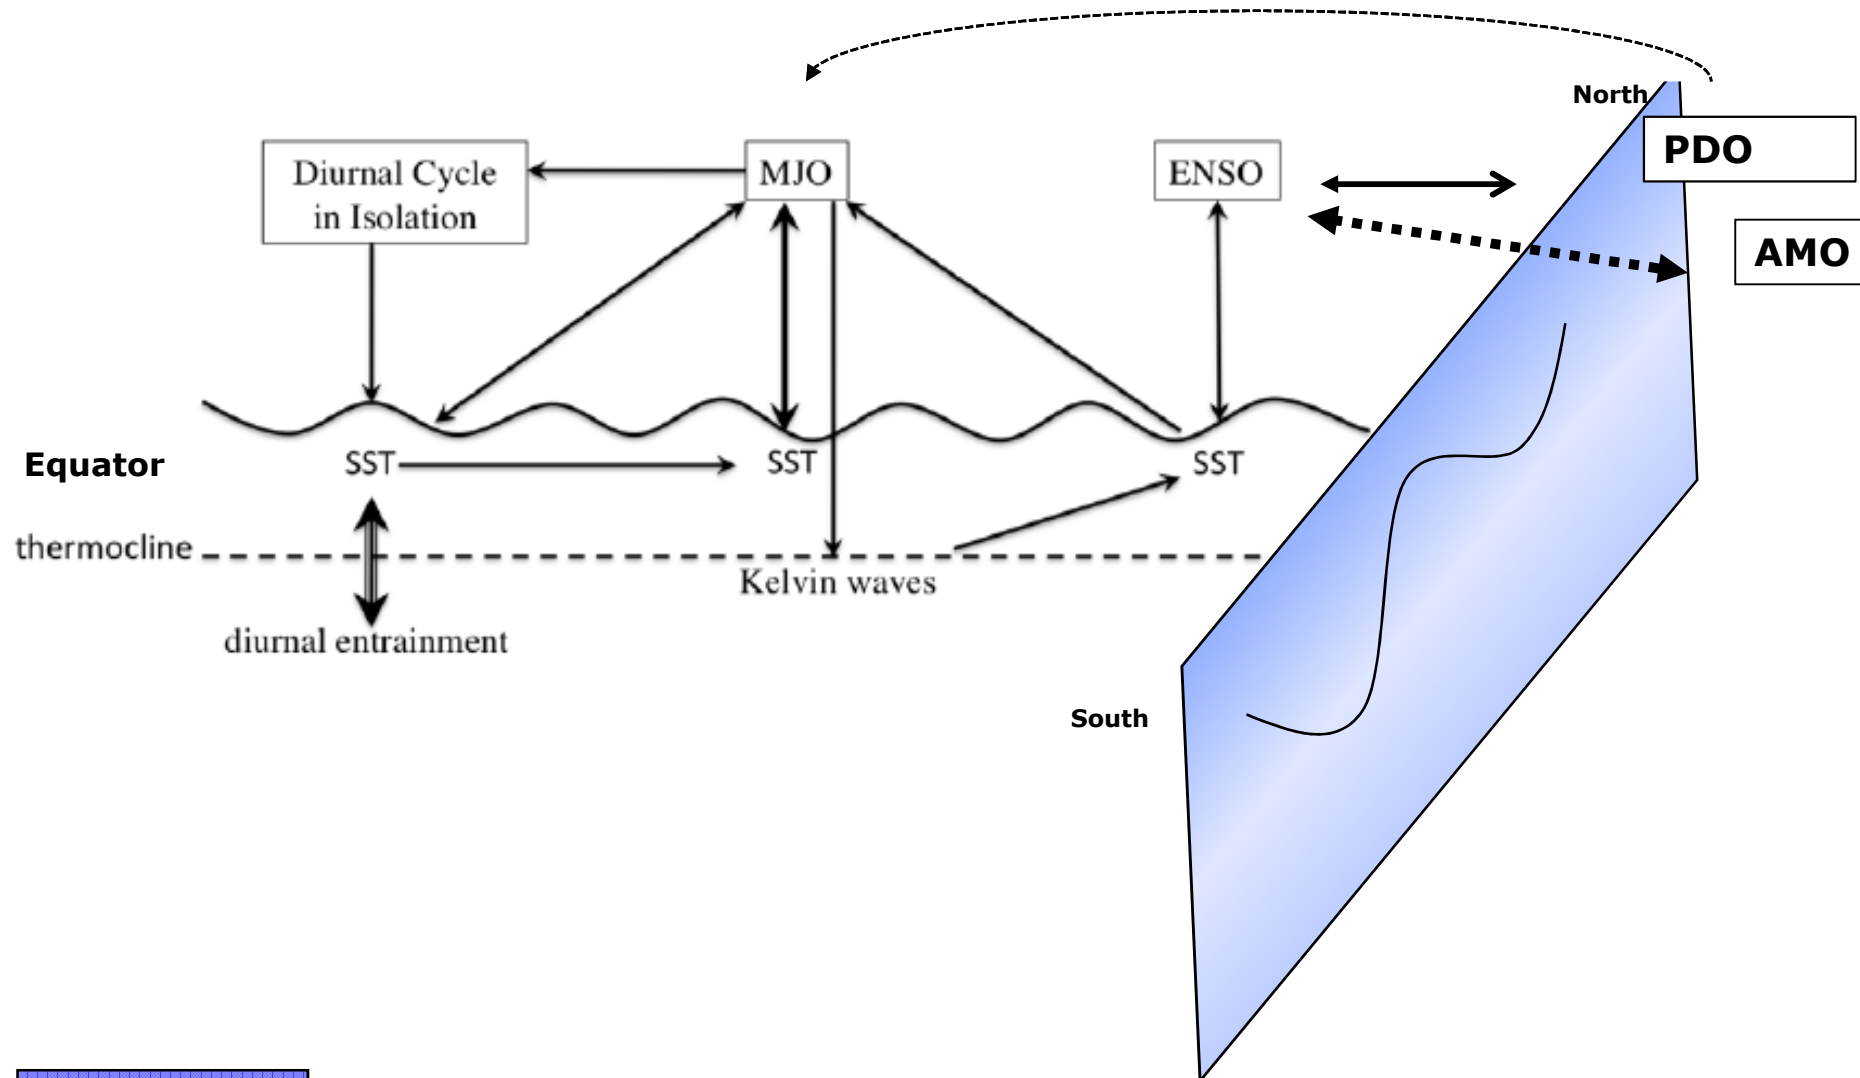 North
PDO
Diurnal Cycle
in Isolation
MJO
ENSO
AMO
Equator
SST
SST
SST
thermocline
Kelvin waves
diurnal entrainment
South